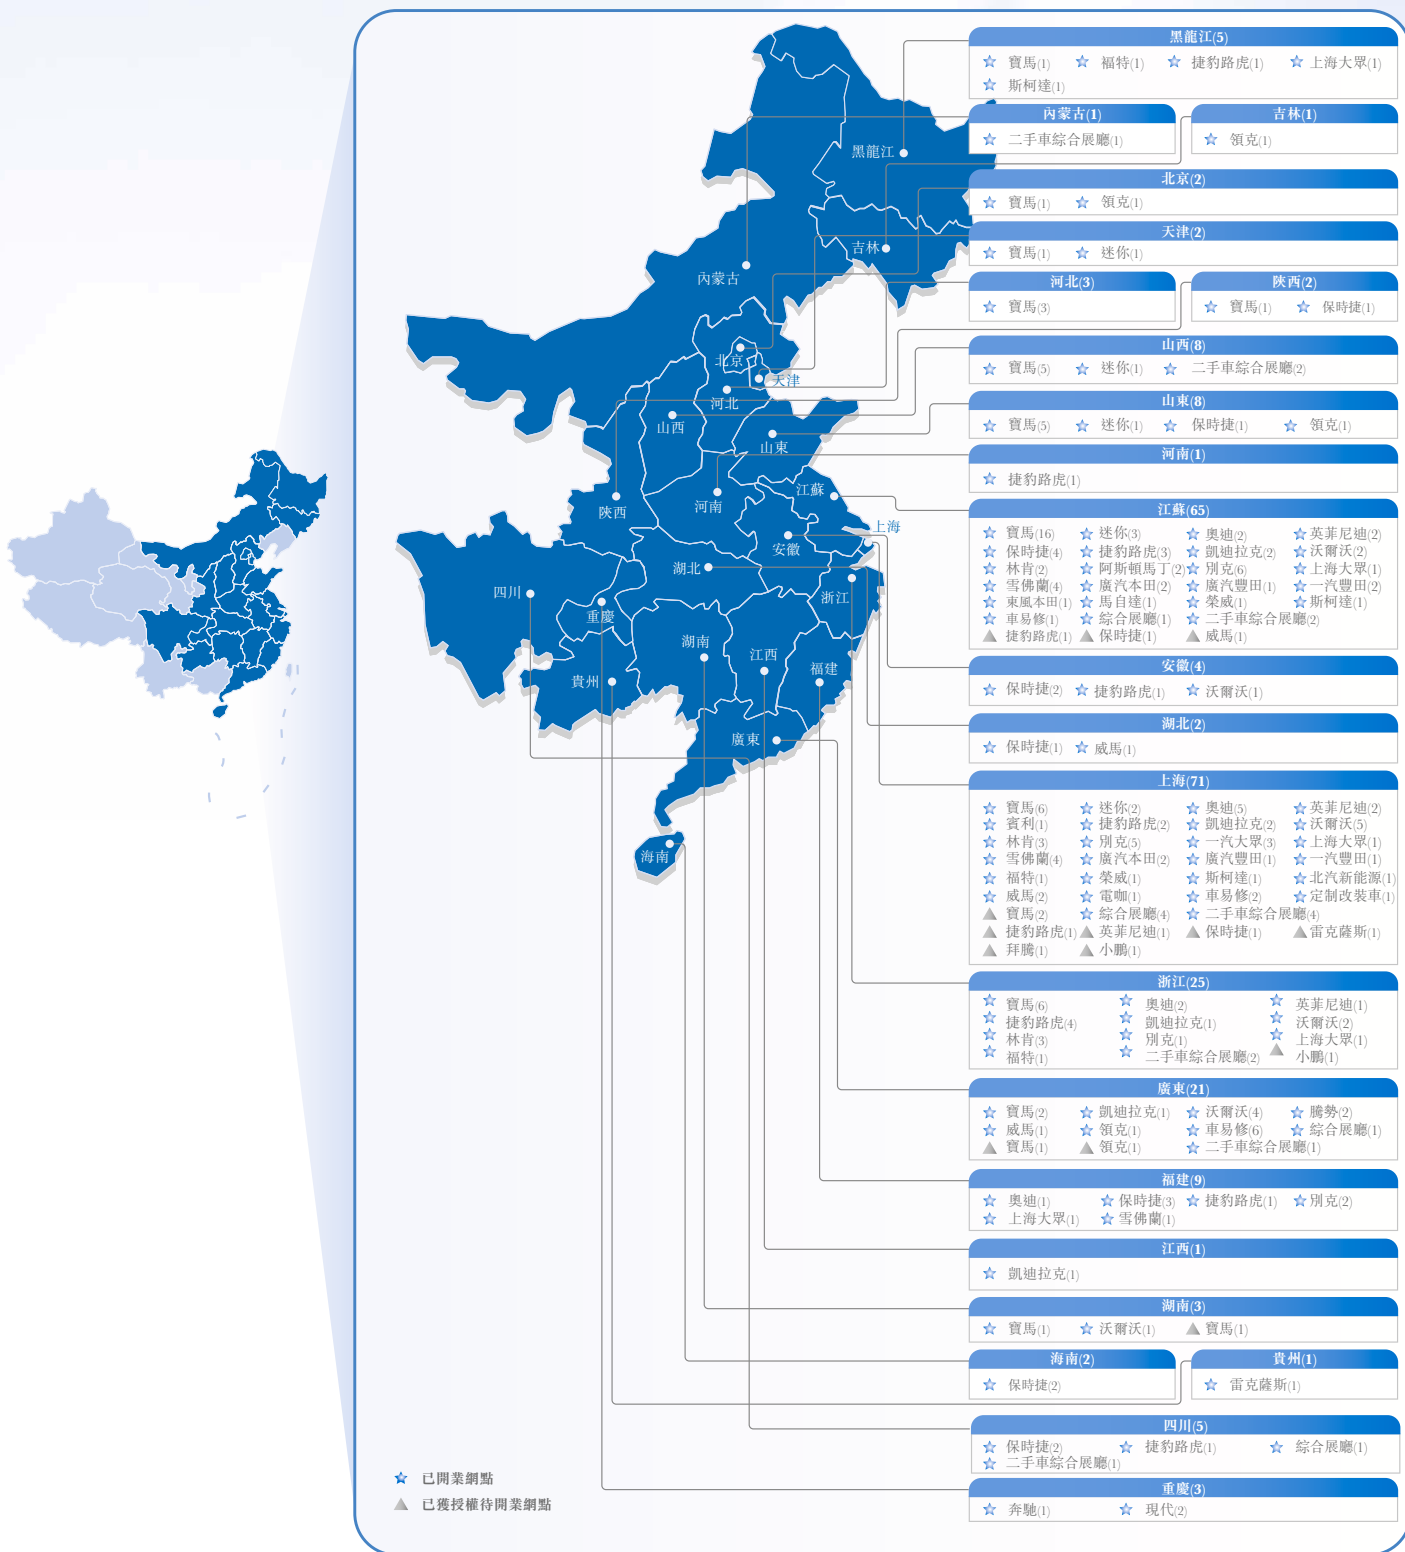 黑龍江
吉林
內蒙古
北京
天津
河北
山西
山東
陝西
河南
江蘇
上海
安徽
湖北
四川
重慶
浙江
湖南
江西
福建
貴州
廣東
海南
黑龍江(5)
寶馬(1) 福特(1) 捷豹路虎(1) 上海大眾(1)
斯柯達(1)
內蒙古(1)
二手車綜合展廳(1)
吉林(1)
領克(1)
北京(2)
寶馬(1) 領克(1)
天津(2)
寶馬(1) 迷你(1)
河北(3)
寶馬(3)
陝西(2)
寶馬(1) 保時捷(1)
山西(8)
寶馬(5) 迷你(1) 二手車綜合展廳(2)
山東(8)
寶馬(5) 迷你(1) 保時捷(1) 領克(1)
河南(1)
捷豹路虎(1)
江蘇(65)
寶馬(16) 迷你(3) 奧迪(2) 英菲尼迪(2)
保時捷(4) 捷豹路虎(3) 凱迪拉克(2) 沃爾沃(2)
林肯(2) 阿斯頓馬丁(2) 別克(6) 上海大眾(1)
雪佛蘭(4) 廣汽本田(2) 廣汽豐田(1) 一汽豐田(2)
東風本田(1) 馬自達(1) 榮威(1) 斯柯達(1)
車易修(1) 綜合展廳(1) 二手車綜合展廳(2)
捷豹路虎(1) 保時捷(1) 威馬(1)
安徽(4)
保時捷(2) 捷豹路虎(1) 沃爾沃(1)
湖北(2)
保時捷(1) 威馬(1)
上海(71)
寶馬(6) 迷你(2) 奧迪(5) 英菲尼迪(2)
賓利(1) 捷豹路虎(2) 凱迪拉克(2) 沃爾沃(5)
林肯(3) 別克(5) 一汽大眾(3) 上海大眾(1)
雪佛蘭(4) 廣汽本田(2) 廣汽豐田(1) 一汽豐田(1)
福特(1) 榮威(1) 斯柯達(1) 北汽新能源(1)
威馬(2) 電咖(1) 車易修(2) 定制改裝車(1)
寶馬(2) 綜合展廳(4) 二手車綜合展廳(4)
捷豹路虎(1) 英菲尼迪(1) 保時捷(1) 雷克薩斯(1)
拜騰(1) 小鵬(1)
浙江(25)
寶馬(6) 奧迪(2) 英菲尼迪(1)
捷豹路虎(4) 凱迪拉克(1) 沃爾沃(2)
林肯(3) 別克(1) 上海大眾(1)
福特(1) 二手車綜合展廳(2) 小鵬(1)
廣東(21)
寶馬(2) 凱迪拉克(1) 沃爾沃(4) 騰勢(2)
威馬(1) 領克(1) 車易修(6) 綜合展廳(1)
寶馬(1) 領克(1) 二手車綜合展廳(1)
福建(9)
奧迪(1) 保時捷(3) 捷豹路虎(1) 別克(2)
上海大眾(1) 雪佛蘭(1)
江西(1)
凱迪拉克(1)
湖南(3)
寶馬(1) 沃爾沃(1) 寶馬(1)
海南(2)
保時捷(2)
貴州(1)
雷克薩斯(1)
四川(5)
保時捷(2) 捷豹路虎(1) 綜合展廳(1)
二手車綜合展廳(1)
重慶(3)
奔馳(1) 現代(2)
已開業網點
已獲授權待開業網點